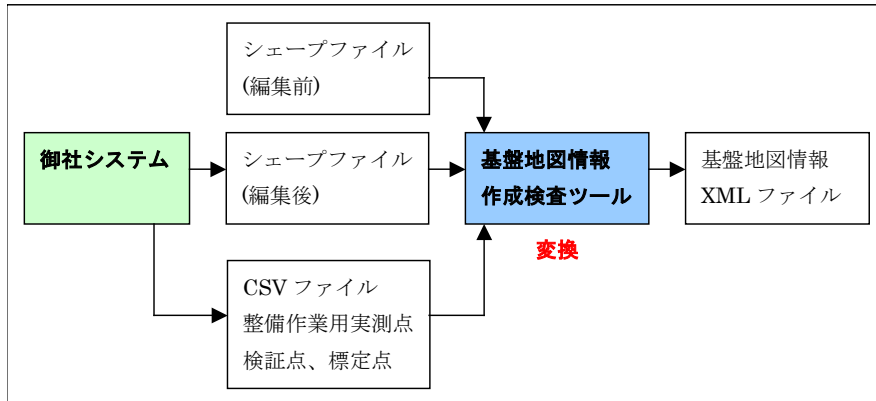 シェープファイル
(編集前)
御社システム
シェープファイル
(編集後)
基盤地図情報
作成検査ツール
基盤地図情報
XML ファイル
変換
CSV ファイル
整備作業用実測点
検証点、標定点